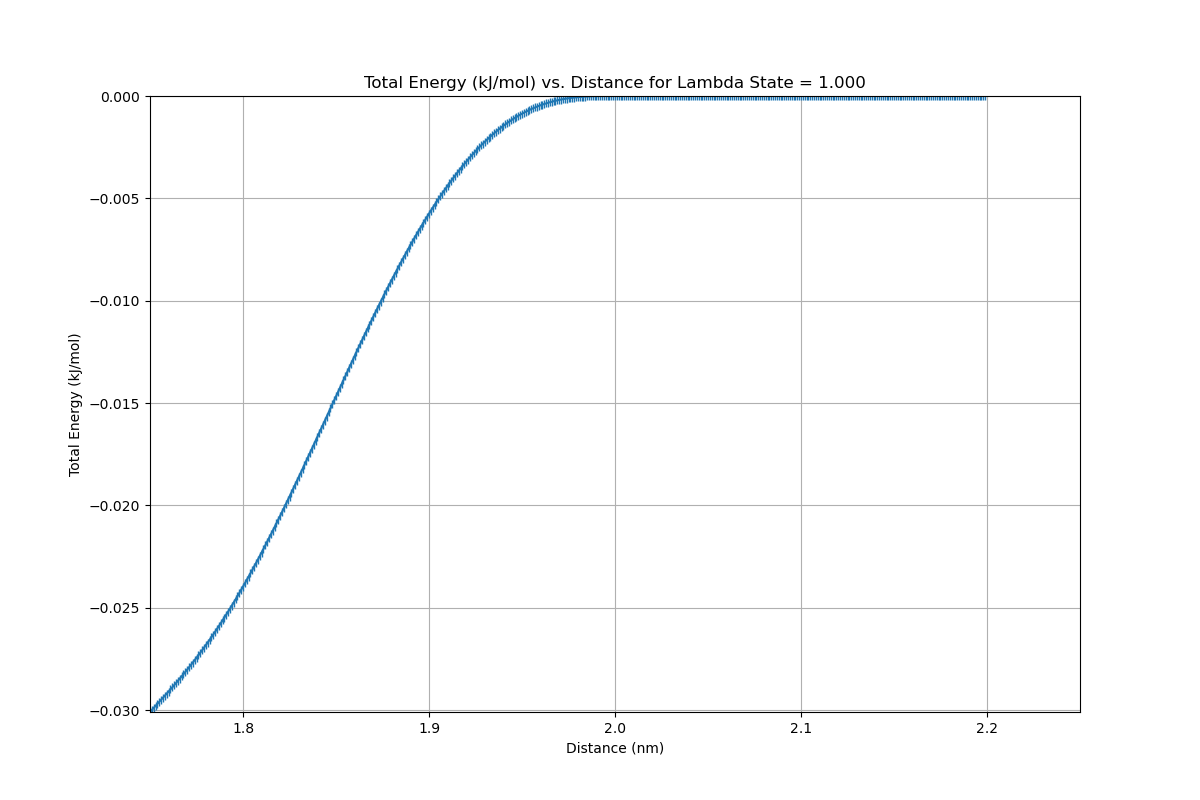 Total Energy (kJ/mol) vs. Distance for Lambda State = 1.000
0.000
−0.005
−0.010
−0.015
−0.020
−0.025
−0.030
Total Energy (kJ/mol)
1.8 1.9 2.0 2.1 2.2
Distance (nm)